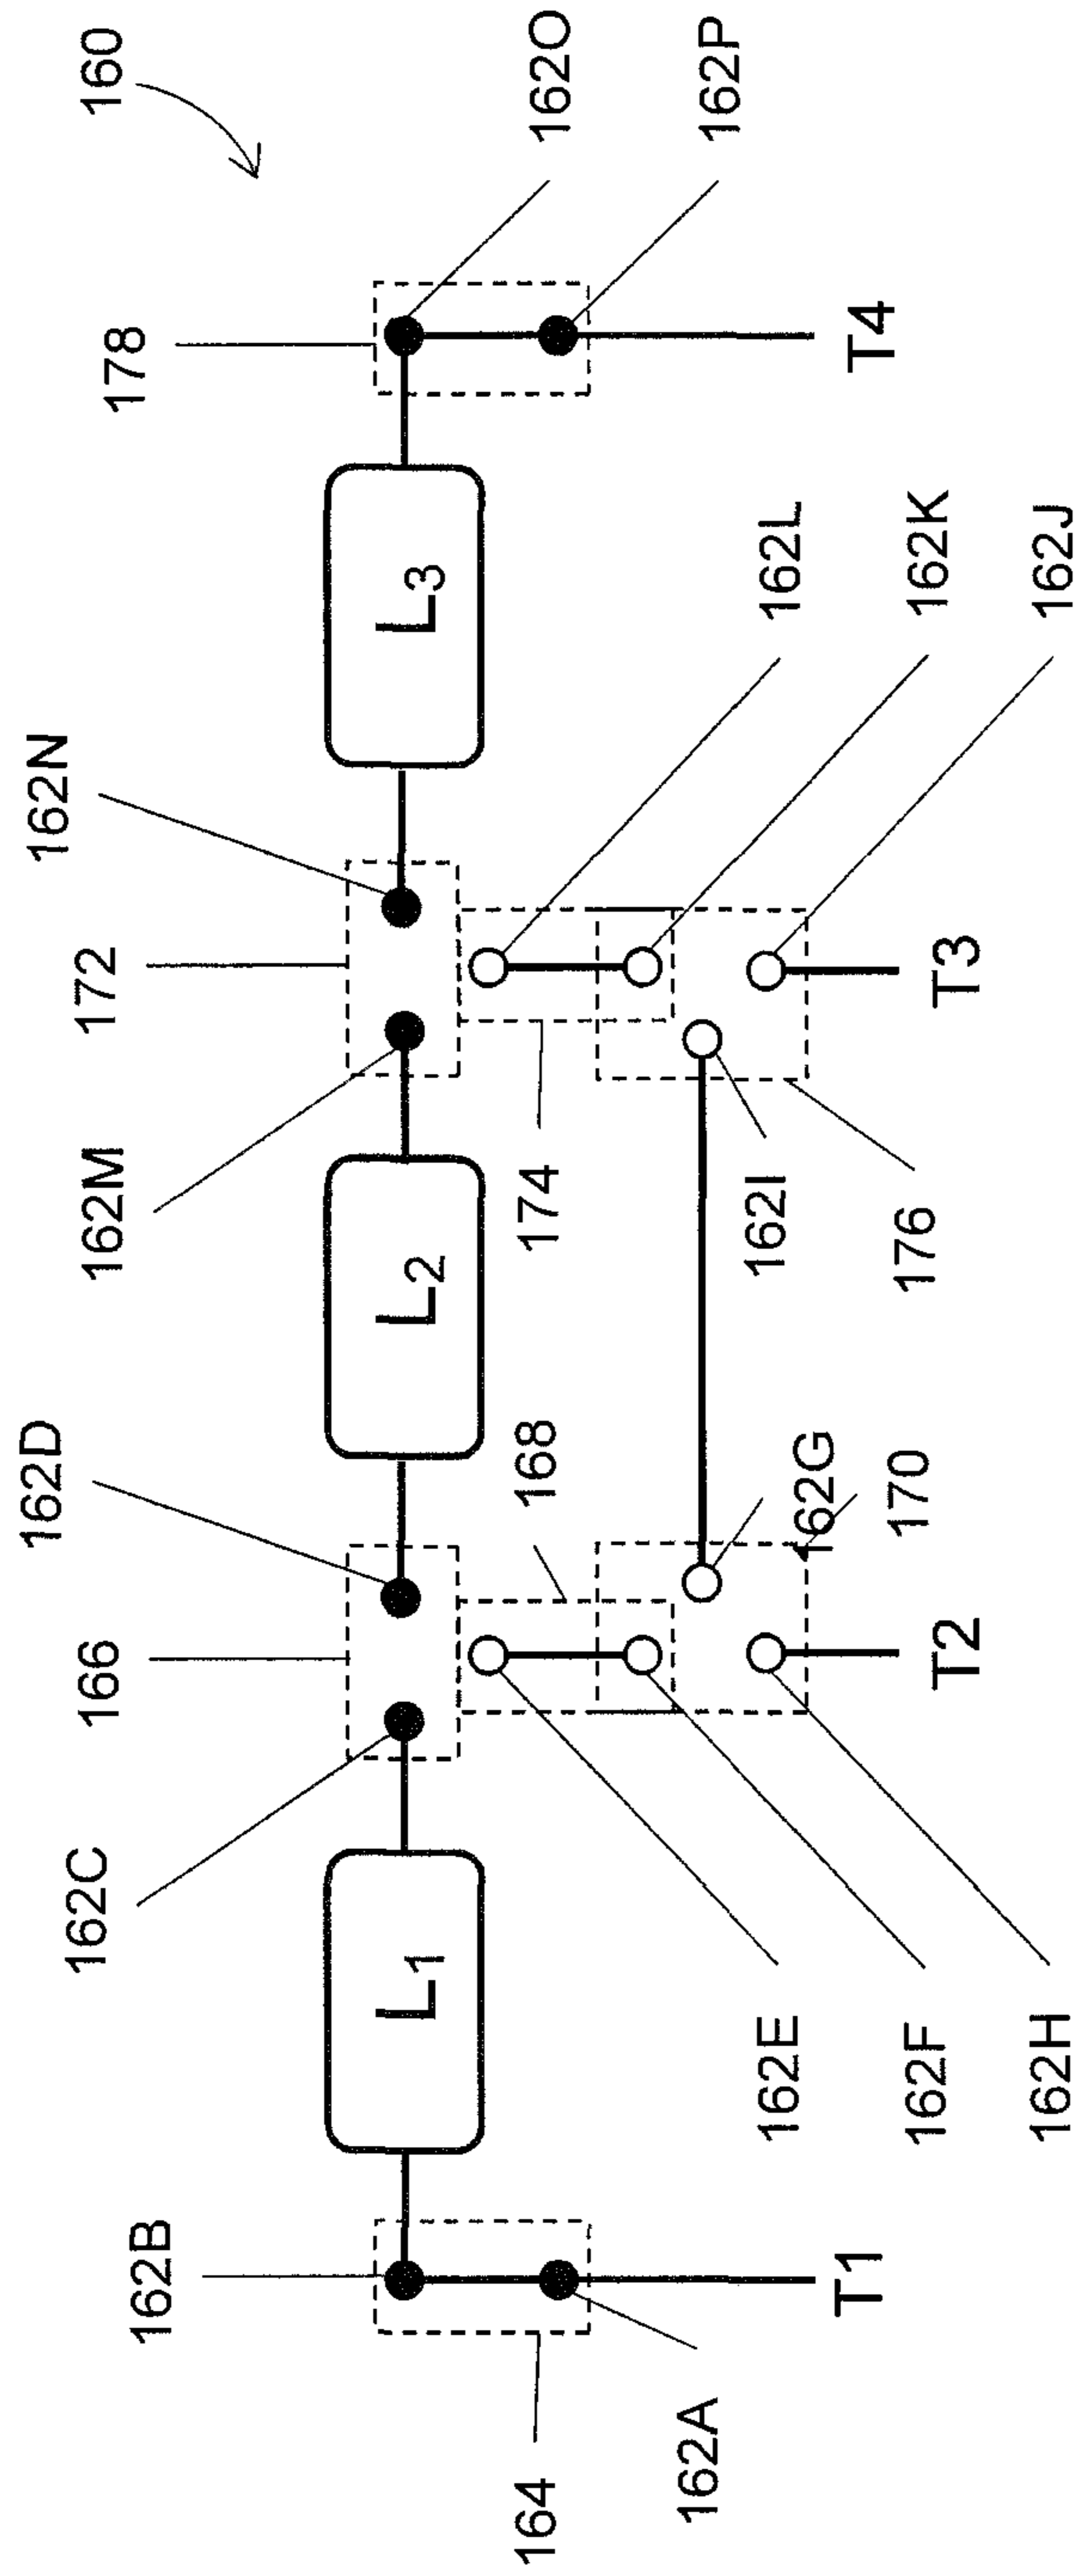 160
162O
162P
178
T4
L3
162N
172
162M
162L
162K
162J
T3
174
162I
176
L2
162D
166
162C
168
162G
170
T2
L1
162E
162F
162H
162B
T1
164
162A